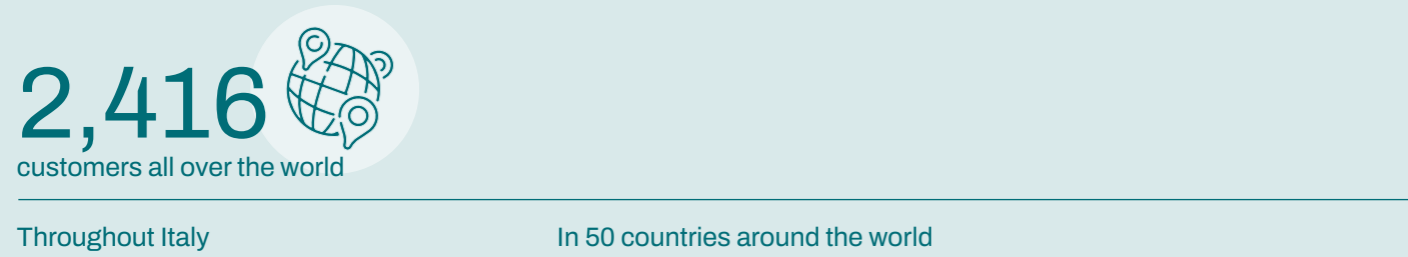 2,416
customers all over the world
Throughout Italy
In 50 countries around the world